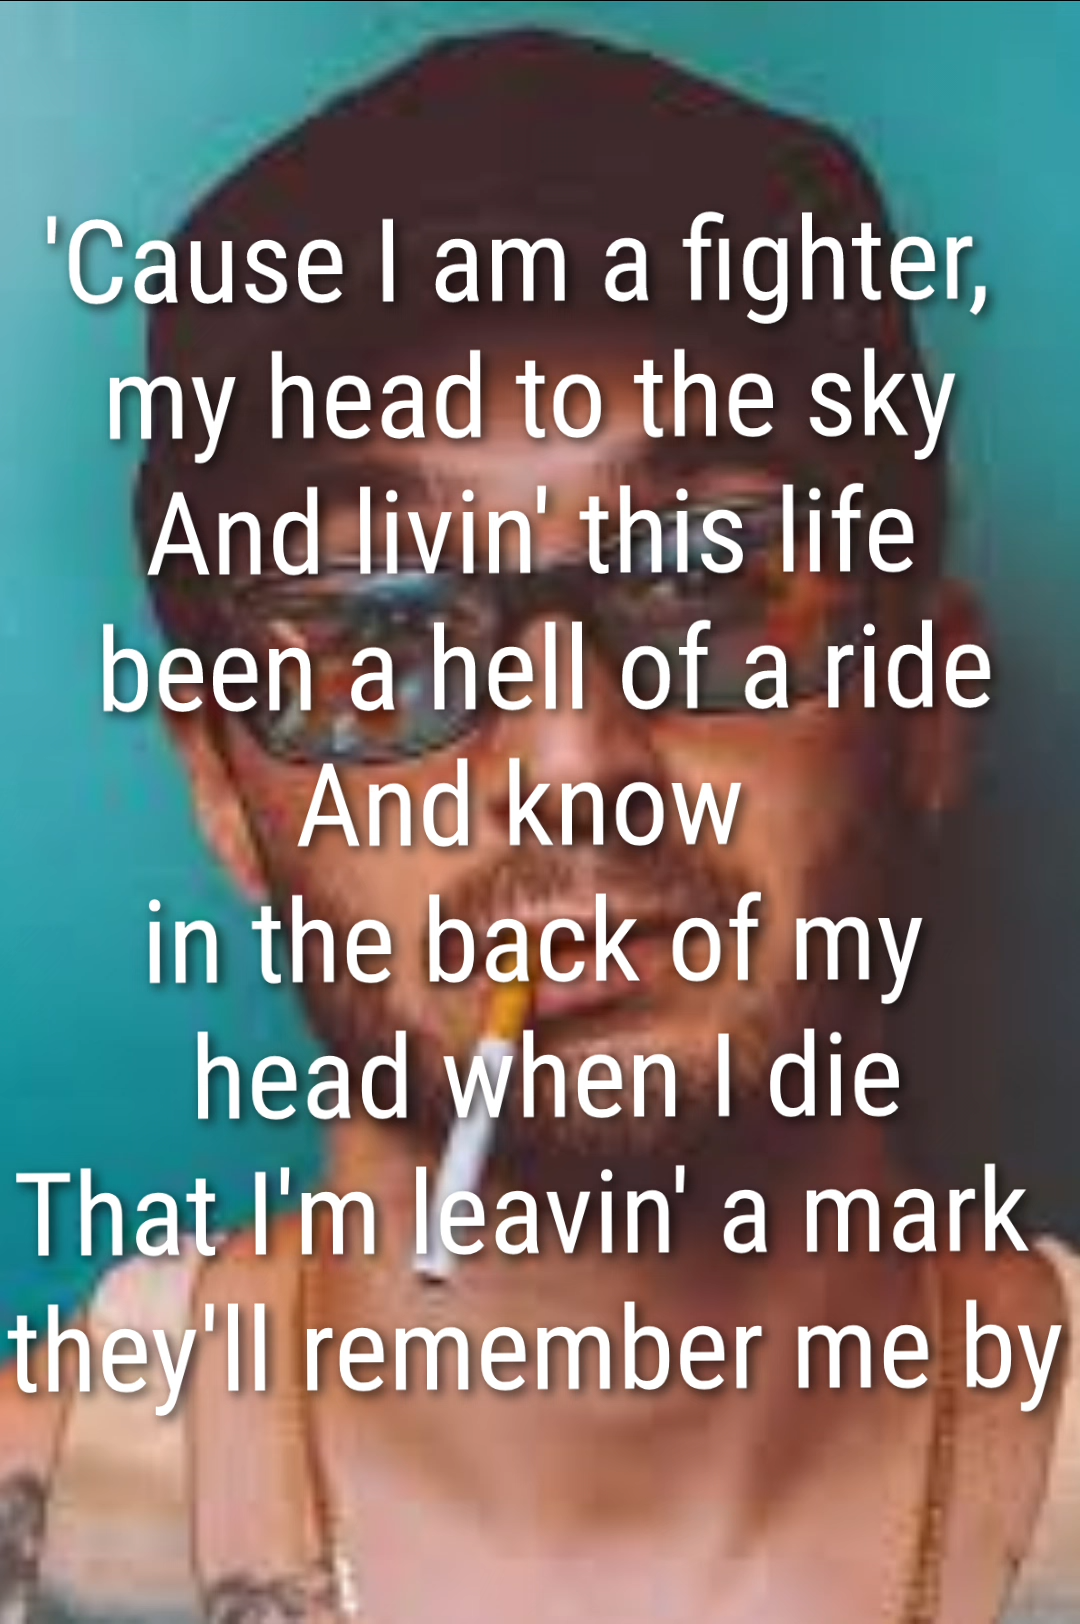 'Cause I am a fighter,
my head to the sky
And livin' this life
been a hell of a ride
And know
in the back of my
head when I die
That I'm leavin' a mark
they'll remember me by